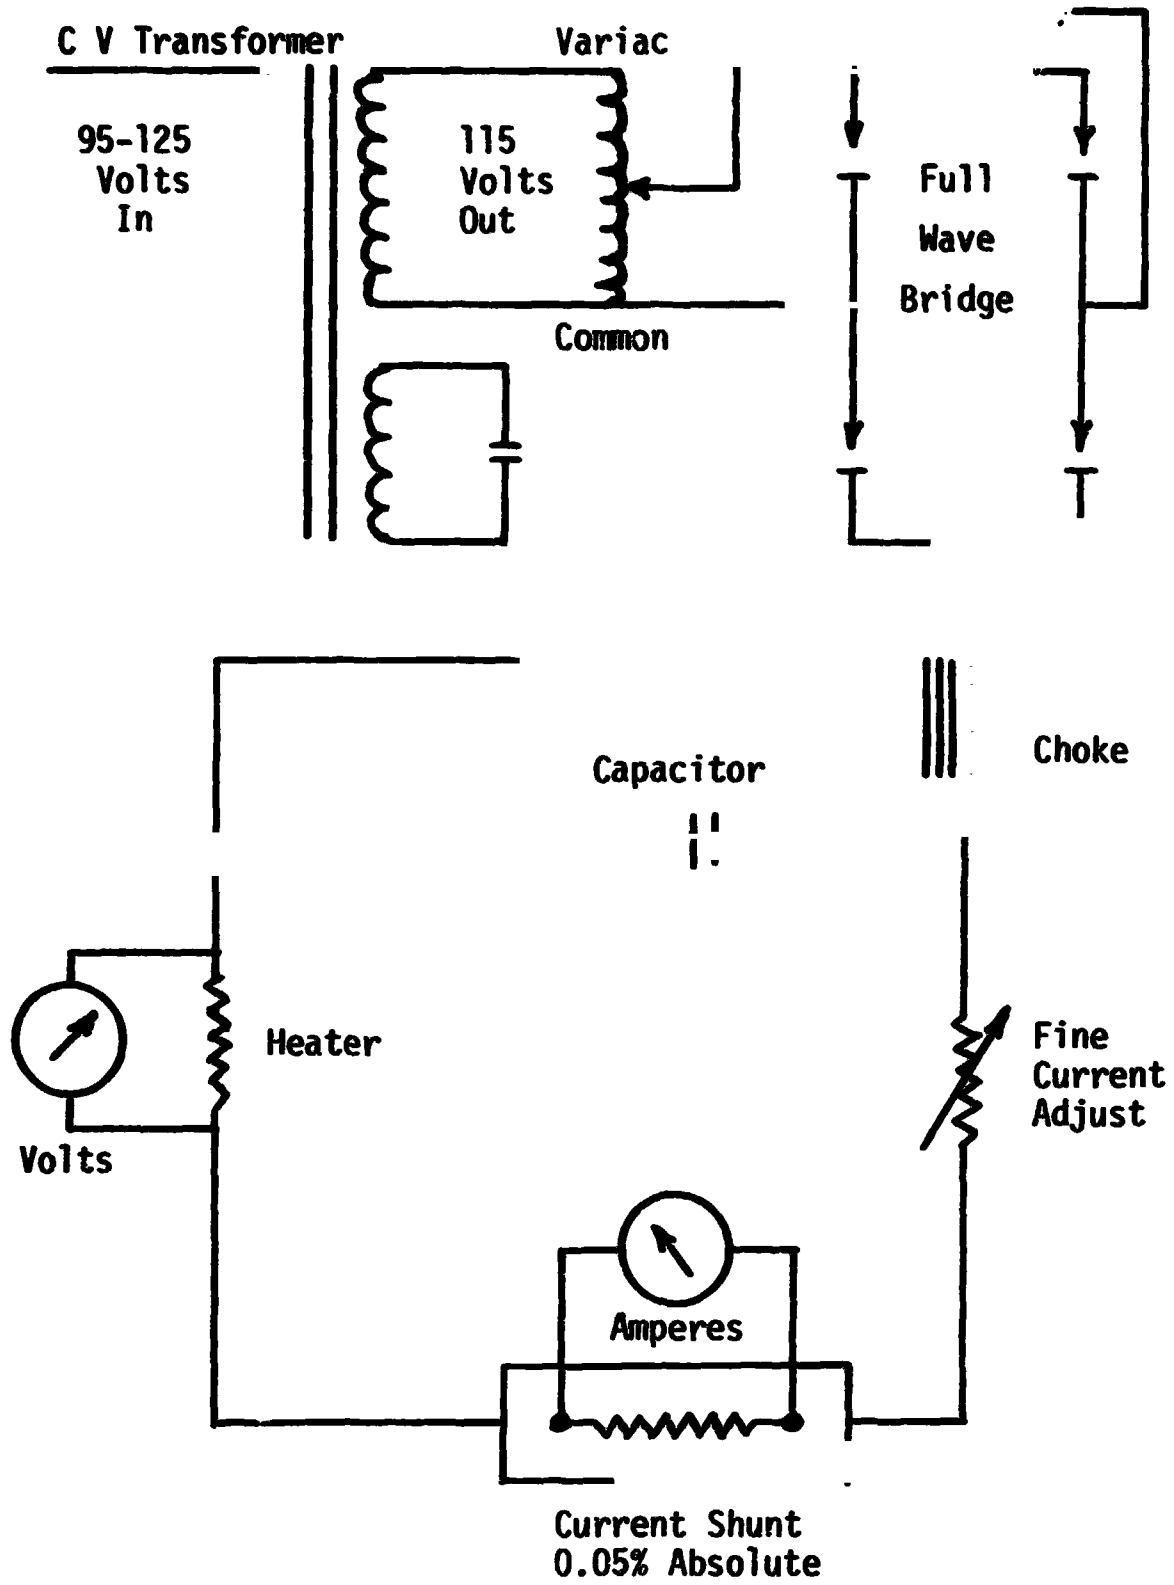 C V Transformer
Variac
95-125
Volts
In
115
Volts
Out
Full
Wave
Bridge
Common
Capacitor
Choke
Heater
Volts
Fine
Current
Adjust
Amperes
Current Shunt
0.05% Absolute